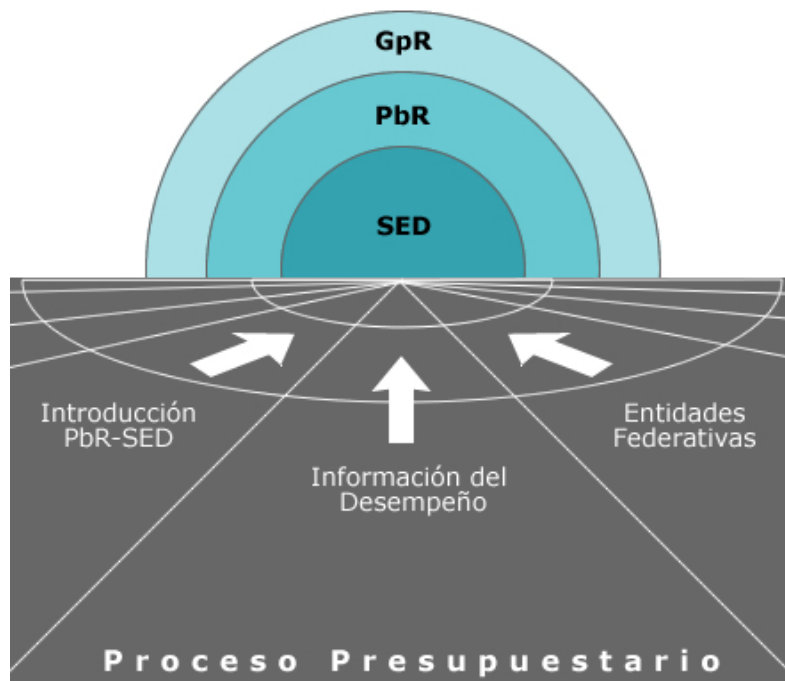 GpR
PbR
SED
Introducción
PbR-SED
Información del
Desempeño
Entidades
Federativas
Proceso Presupuestario